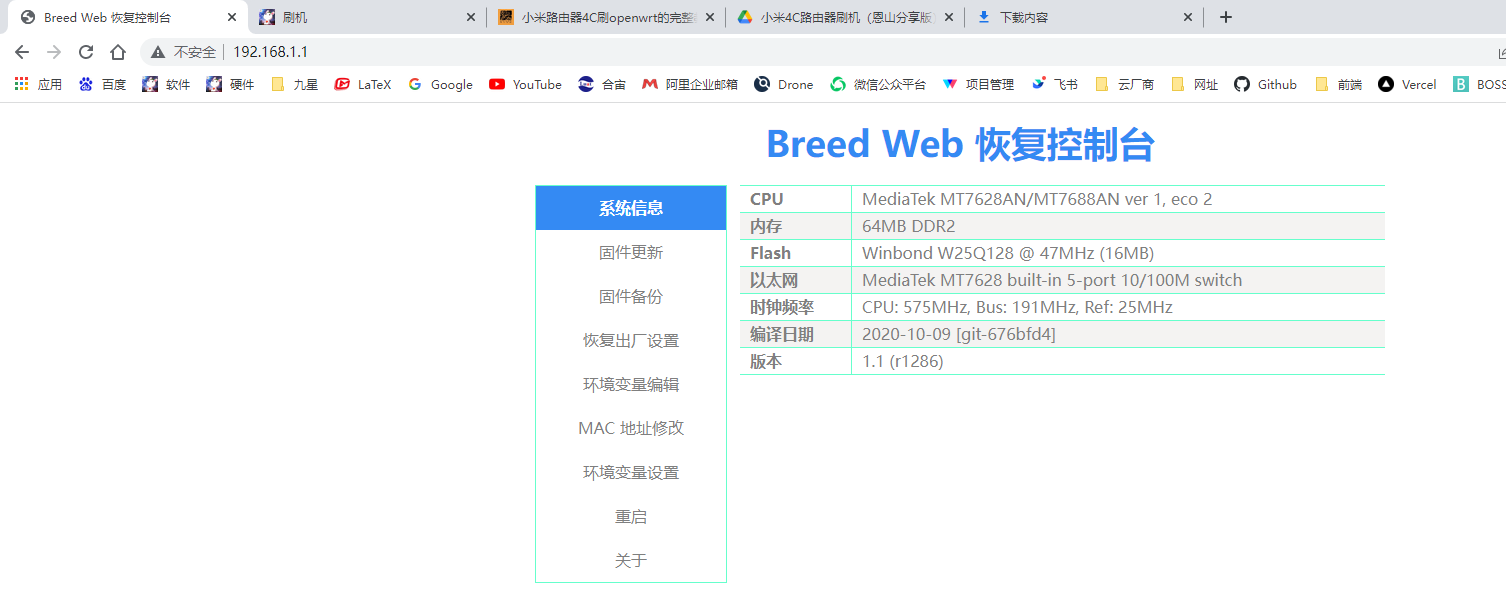 Breed Web 恢复控制台
刷机
小米路由器4C刷openwrt的完整
小米4C路由器刷机（恩山分享版
下载内容
不安全 192.168.1.1
应用 百度 软件 硬件 九星 LaTeX Google YouTube 合宙 阿里企业邮箱 Drone 微信公众平台 项目管理 飞书 云厂商 网址 Github 前端 Vercel BOSS
Breed Web 恢复控制台
系统信息
固件更新
固件备份
恢复出厂设置
环境变量编辑
MAC 地址修改
环境变量设置
重启
关于
CPU MediaTek MT7628AN/MT7688AN ver 1, eco 2
内存 64MB DDR2
Flash Winbond W25Q128 @ 47MHz (16MB)
以太网 MediaTek MT7628 built-in 5-port 10/100M switch
时钟频率 CPU: 575MHz, Bus: 191MHz, Ref: 25MHz
编译日期 2020-10-09 [git-676bfd4]
版本 1.1 (r1286)